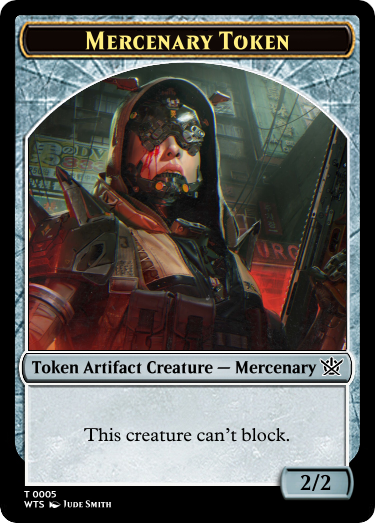 Mercenary Token
Token Artifact Creature — Mercenary
This creature can't block.
2/2
T 0005
WTS Jude Smith